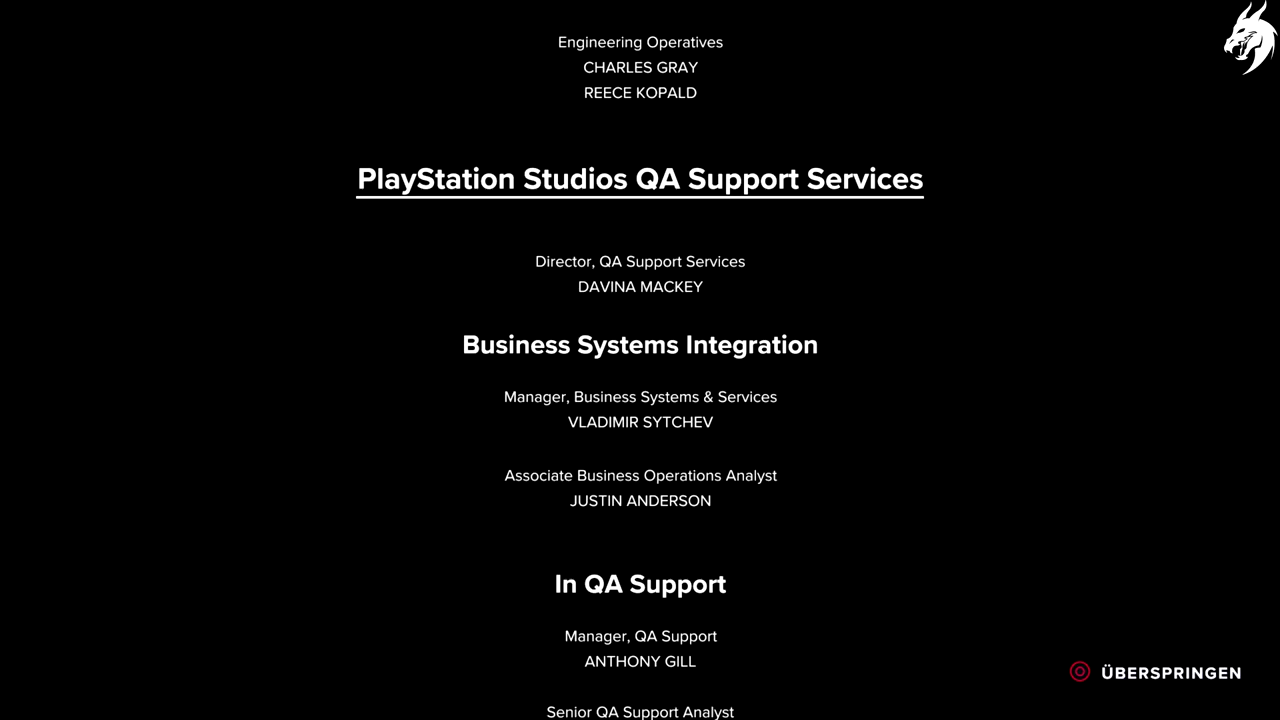 Engineering Operatives
CHARLES GRAY
REECE KOPALD
PlayStation Studios QA Support Services
Director, QA Support Services
DAVINA MACKEY
Business Systems Integration
Manager, Business Systems & Services
VLADIMIR SYTCHEV
Associate Business Operations Analyst
JUSTIN ANDERSON
In QA Support
Manager, QA Support
ANTHONY GILL
ÜBERSPRINGEN
Senior QA Support Analyst